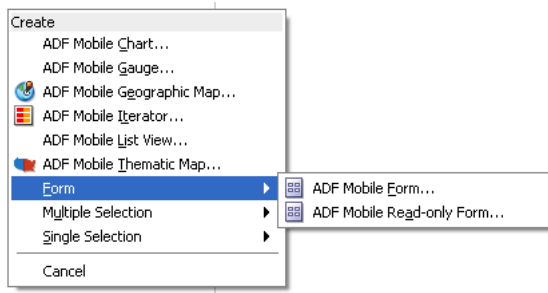 Create
ADF Mobile Chart...
ADF Mobile Gauge...
ADF Mobile Geographic Map...
ADF Mobile Iterator...
ADF Mobile List View...
ADF Mobile Thematic Map...
Form
ADF Mobile Form...
ADF Mobile Read-only Form...
Multiple Selection
Single Selection
Cancel